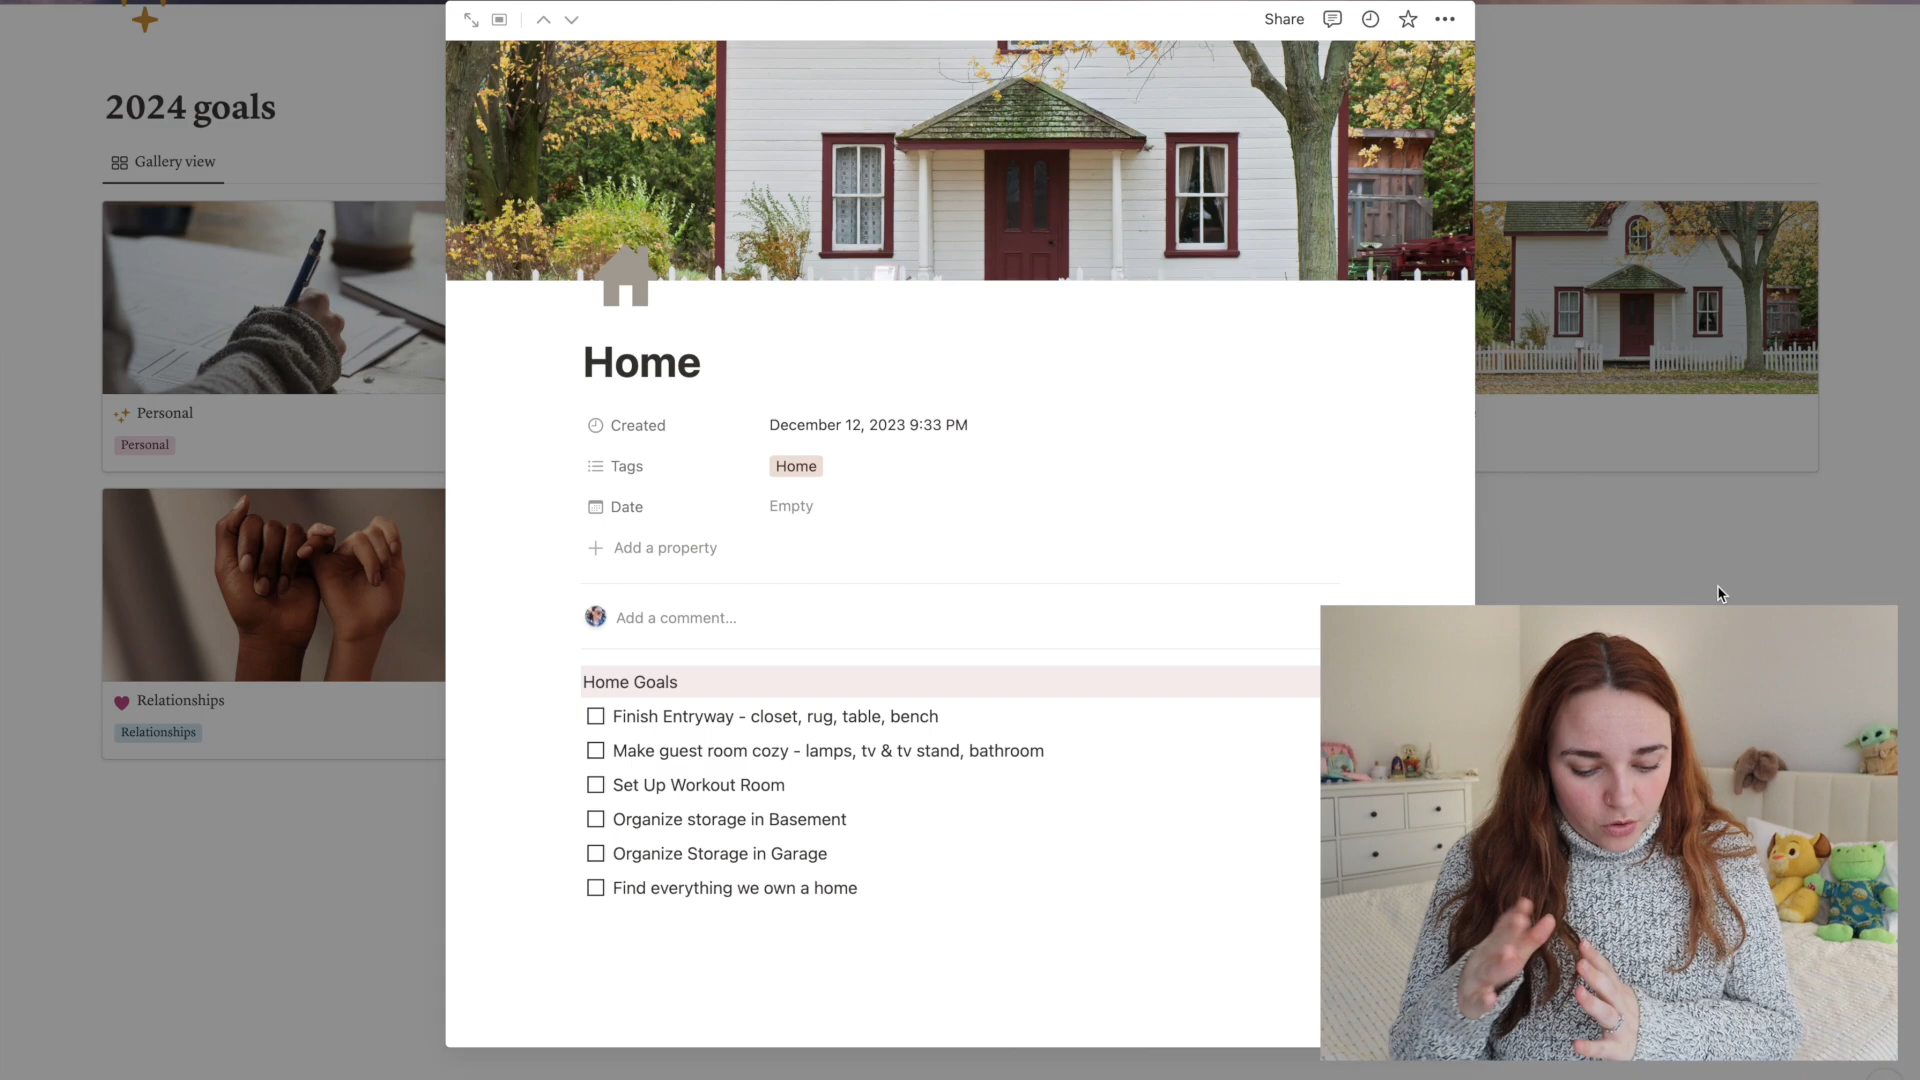 Share
2024 goals
Gallery view
Personal
Personal
Relationships
Relationships
Home
Created December 12, 2023 9:33 PM
Tags Home
Date Empty
Add a property
Add a comment...
Home Goals
Finish Entryway - closet, rug, table, bench
Make guest room cozy - lamps, tv & tv stand, bathroom
Set Up Workout Room
Organize storage in Basement
Organize Storage in Garage
Find everything we own a home